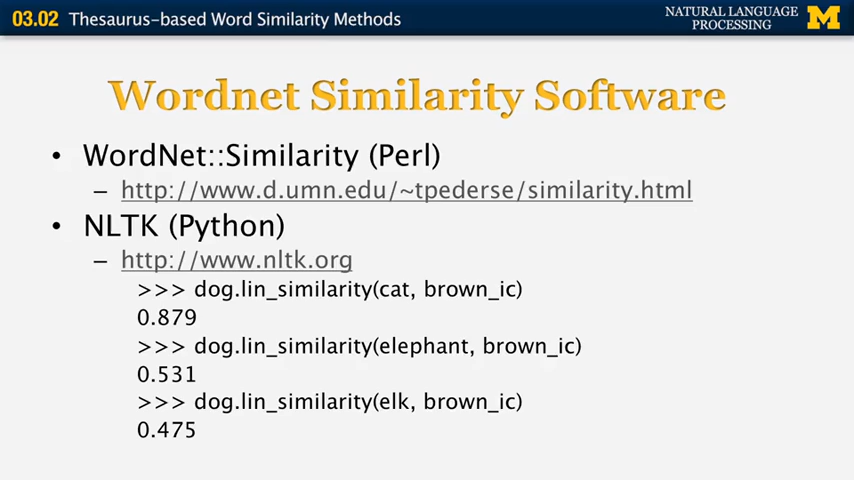 03.02 Thesaurus-based Word Similarity Methods
NATURAL LANGUAGE
PROCESSING
M
Wordnet Similarity Software
• WordNet::Similarity (Perl)
– http://www.d.umn.edu/~tpederse/similarity.html
• NLTK (Python)
– http://www.nltk.org
>>> dog.lin_similarity(cat, brown_ic)
0.879
>>> dog.lin_similarity(elephant, brown_ic)
0.531
>>> dog.lin_similarity(elk, brown_ic)
0.475